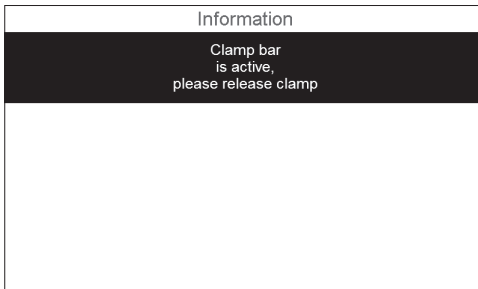 Information
Clamp bar
is active,
please release clamp